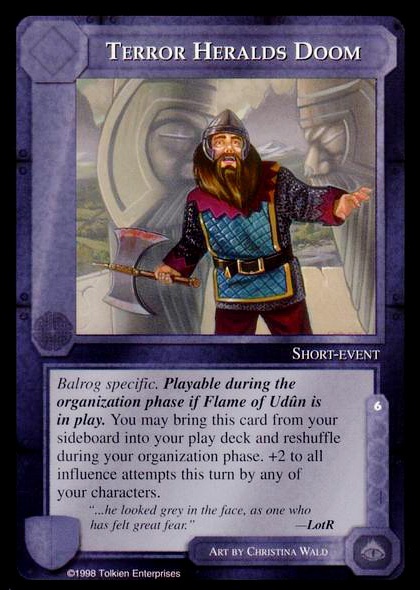 TERROR HERALDS DOOM
SHORT-EVENT
Balrog specific. Playable during the
organization phase if Flame of Udûn is
in play. You may bring this card from your
sideboard into your play deck and reshuffle
during your organization phase. +2 to all
influence attempts this turn by any of
your characters.
6
"...he looked grey in the face, as one who
has felt great fear." —LotR
ART BY CHRISTINA WALD
©1998 Tolkien Enterprises